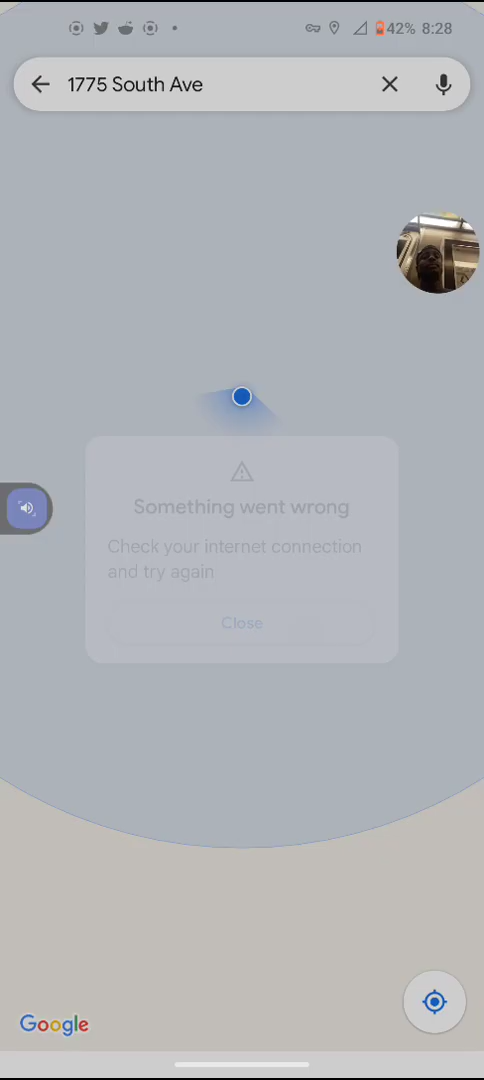 42% 8:28
1775 South Ave
Something went wrong
Check your internet connection
and try again
Close
Google